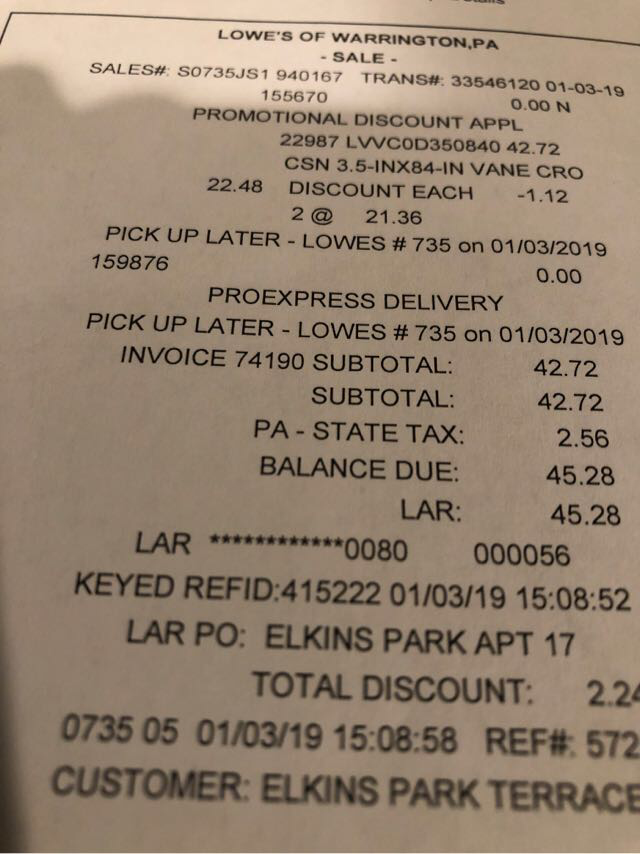 LOWE'S OF WARRINGTON,PA
- SALE -
SALES#: S0735JS1 940167 TRANS#: 33546120 01-03-19
155670 0.00 N
PROMOTIONAL DISCOUNT APPL
22987 LVVC0D350840 42.72
CSN 3.5-INX84-IN VANE CRO
22.48 DISCOUNT EACH -1.12
2 @ 21.36
PICK UP LATER - LOWES # 735 on 01/03/2019
159876 0.00
PROEXPRESS DELIVERY
PICK UP LATER - LOWES # 735 on 01/03/2019
INVOICE 74190 SUBTOTAL: 42.72
SUBTOTAL: 42.72
PA - STATE TAX: 2.56
BALANCE DUE: 45.28
LAR: 45.28
LAR ************0080 000056
KEYED REFID:415222 01/03/19 15:08:52
LAR PO: ELKINS PARK APT 17
TOTAL DISCOUNT: 2.24
0735 05 01/03/19 15:08:58 REF#: 572
CUSTOMER: ELKINS PARK TERRACE